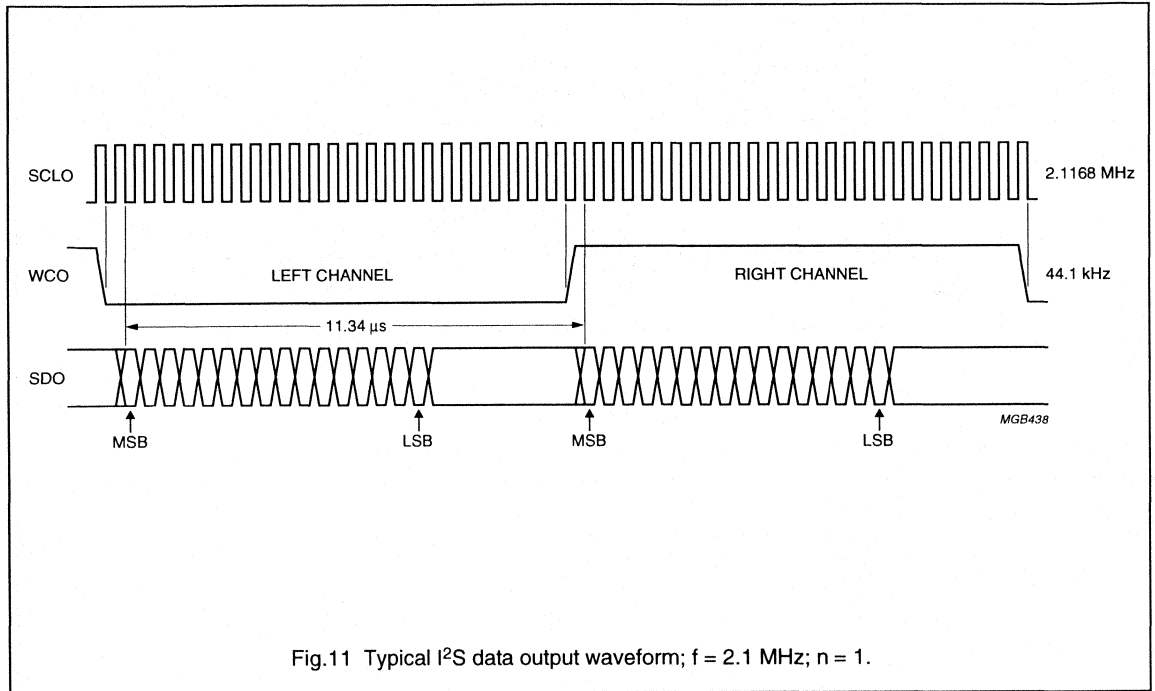 SCLO
2.1168 MHz
WCO
LEFT CHANNEL
RIGHT CHANNEL
44.1 kHz
11.34 µs
SDO
MGB438
MSB
LSB
MSB
LSB
Fig.11 Typical I²S data output waveform; f = 2.1 MHz; n = 1.